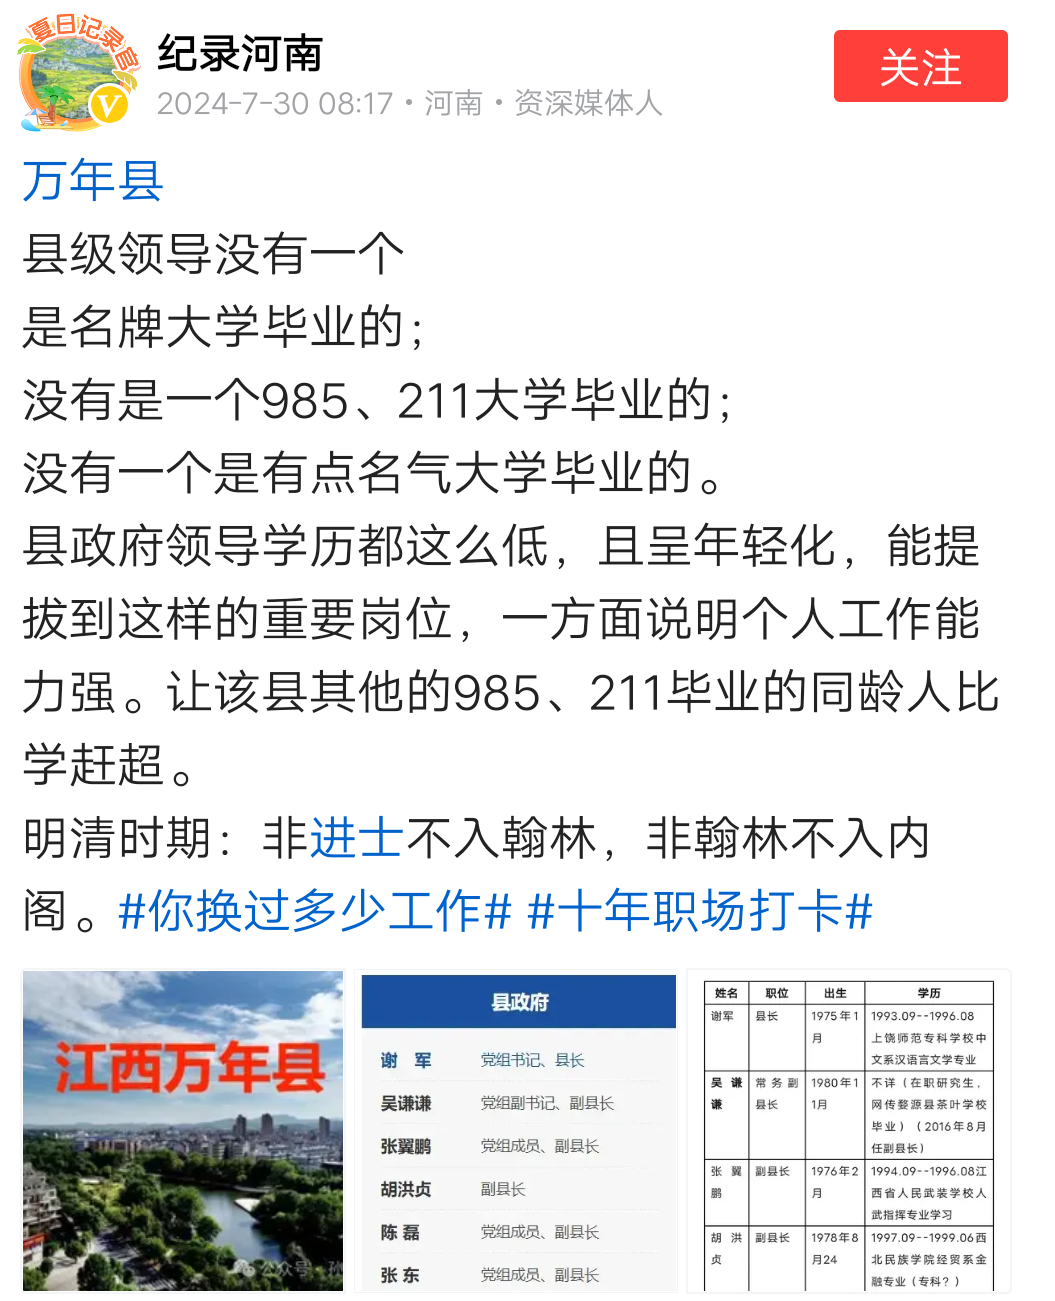 夏日记录官
纪录河南
关注
2024-7-30 08:17・河南・资深媒体人
万年县
县级领导没有一个
是名牌大学毕业的;
没有是一个985、211大学毕业的;
没有一个是有点名气大学毕业的。
县政府领导学历都这么低，且呈年轻化，能提
拔到这样的重要岗位，一方面说明个人工作能
力强。让该县其他的985、211毕业的同龄人比
学赶超。
明清时期：非进士不入翰林，非翰林不入内
阁。#你换过多少工作# #十年职场打卡#
江西万年县
公众号
县政府
谢 军 党组书记、县长
吴谦谦 党组副书记、副县长
张翼鹏 党组成员、副县长
胡洪贞 副县长
陈 磊 党组成员、副县长
张 东 党组成员、副县长
姓名 职位 出生 学历
谢军 县长 1975年1 1993.09--1996.08
月 上饶师范专科学校中
文系汉语言文学专业
吴谦 常务副 1980年1 不详（在职研究生，
谦 县长 1月 网传婺源县茶叶学校
毕业）（2016年8月
任副县长）
张翼 副县长 1976年2 1994.09--1996.08江
鹏 月 西省人民武装学校人
武指挥专业学习
胡洪 副县长 1978年8 1997.09---1999.06西
贞 月24 北民族学院经贸系金
融专业（专科？）